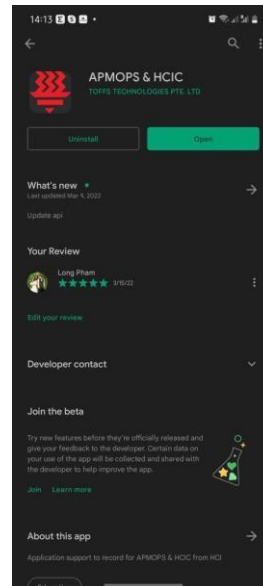 14:13
APMOPS & HCIC
TOFFS TECHNOLOGIES PTE. LTD.
Uninstall
Open
What's new
Last updated Mar 9, 2022
Update api
Your Review
Long Pham
3/15/22
Edit your review
Developer contact
Join the beta
Try new features before they're officially released and
give your feedback to the developer. Certain data on
your use of the app will be collected and shared with
the developer to help improve the app.
Join Learn more
About this app
Application support to record for APMOPS & HCIC from HCI